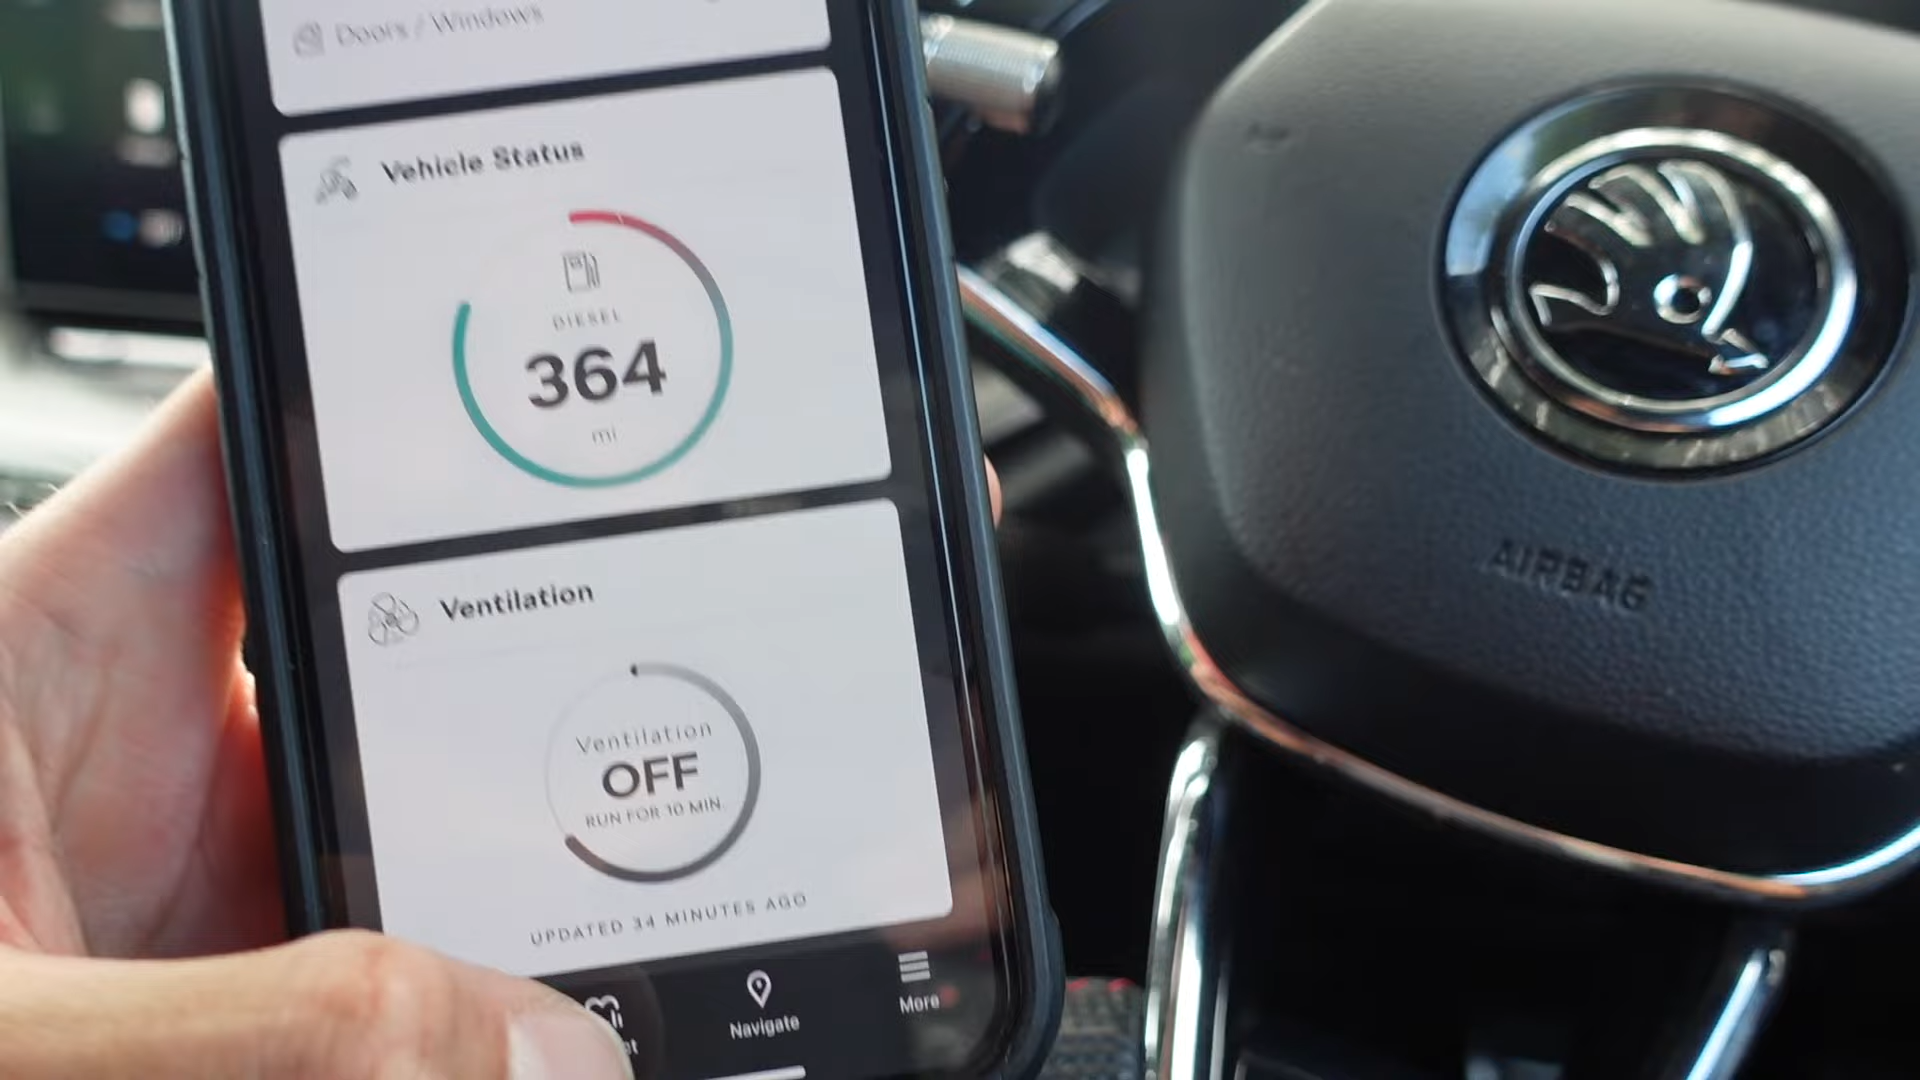 Doors / Windows
Vehicle Status
DIESEL
364
mi
Ventilation
Ventilation
OFF
RUN FOR 10 MIN.
UPDATED 34 MINUTES AGO
Navigate
More
AIRBAG